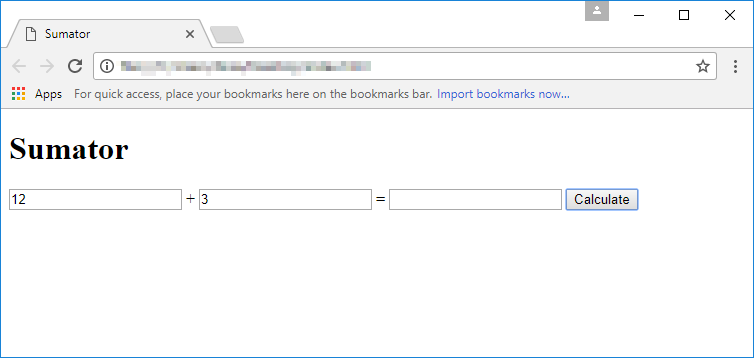 Sumator
Apps For quick access, place your bookmarks here on the bookmarks bar. Import bookmarks now...
Sumator
12 + 3 = Calculate